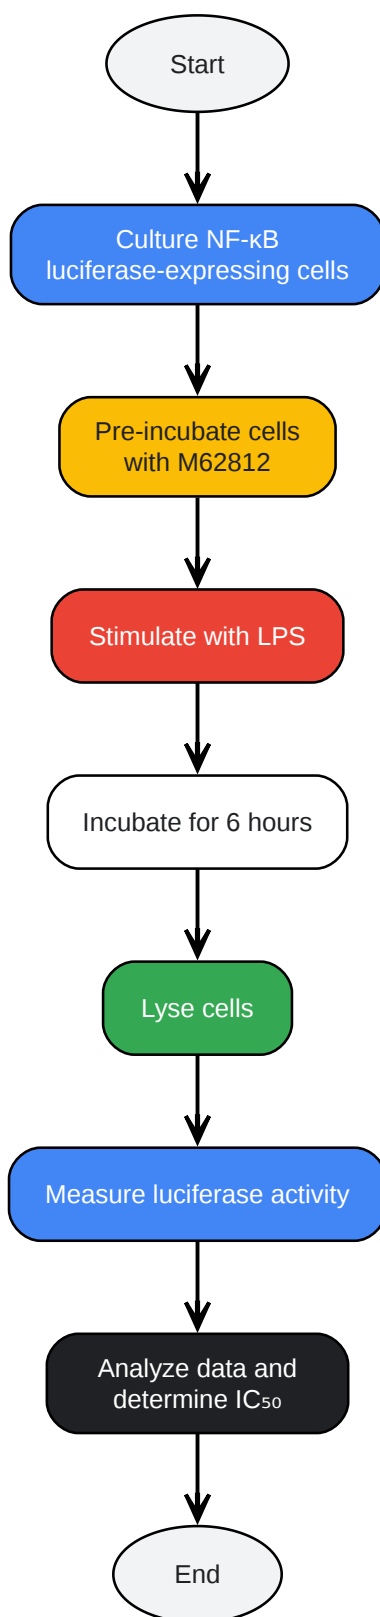 Start
Culture NF-κB
luciferase-expressing cells
Pre-incubate cells
with M62812
Stimulate with LPS
Incubate for 6 hours
Lyse cells
Measure luciferase activity
Analyze data and
determine IC₅₀
End